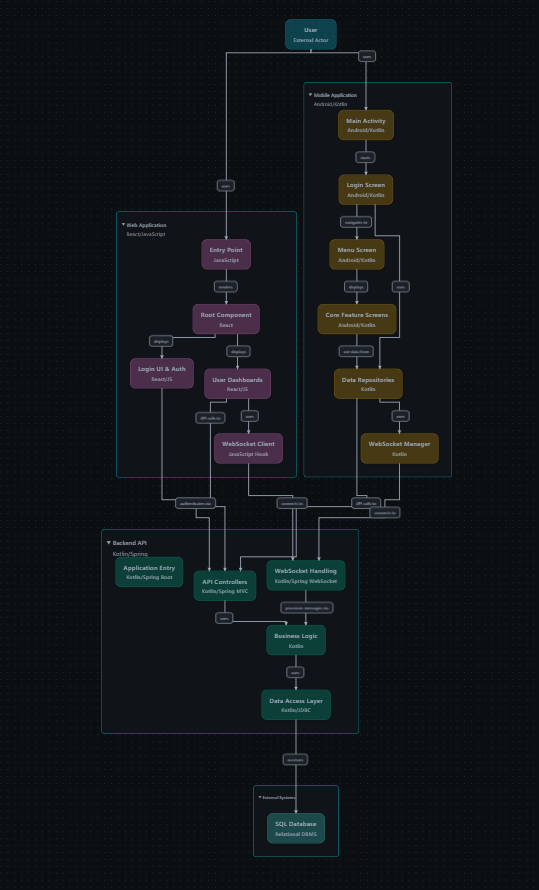 User
External Actor
uses
Mobile Application
Android/Kotlin
Main Activity
Android/Kotlin
starts
Login Screen
Android/Kotlin
uses
navigates to
Web Application
React/JavaScript
Entry Point
JavaScript
Menu Screen
Android/Kotlin
renders
displays
uses
Root Component
React
Core Feature Screens
Android/Kotlin
displays
displays
use data from
Login UI & Auth
React/JS
User Dashboards
React/JS
Data Repositories
Kotlin
API calls to
uses
uses
WebSocket Client
JavaScript Hook
WebSocket Manager
Kotlin
authenticates via
connects to
API calls to
connects to
Backend API
Kotlin/Spring
Application Entry
Kotlin/Spring Boot
API Controllers
Kotlin/Spring MVC
WebSocket Handling
Kotlin/Spring WebSocket
processes messages via
uses
Business Logic
Kotlin
uses
Data Access Layer
Kotlin/JDBC
accesses
External Systems
SQL Database
Relational DBMS